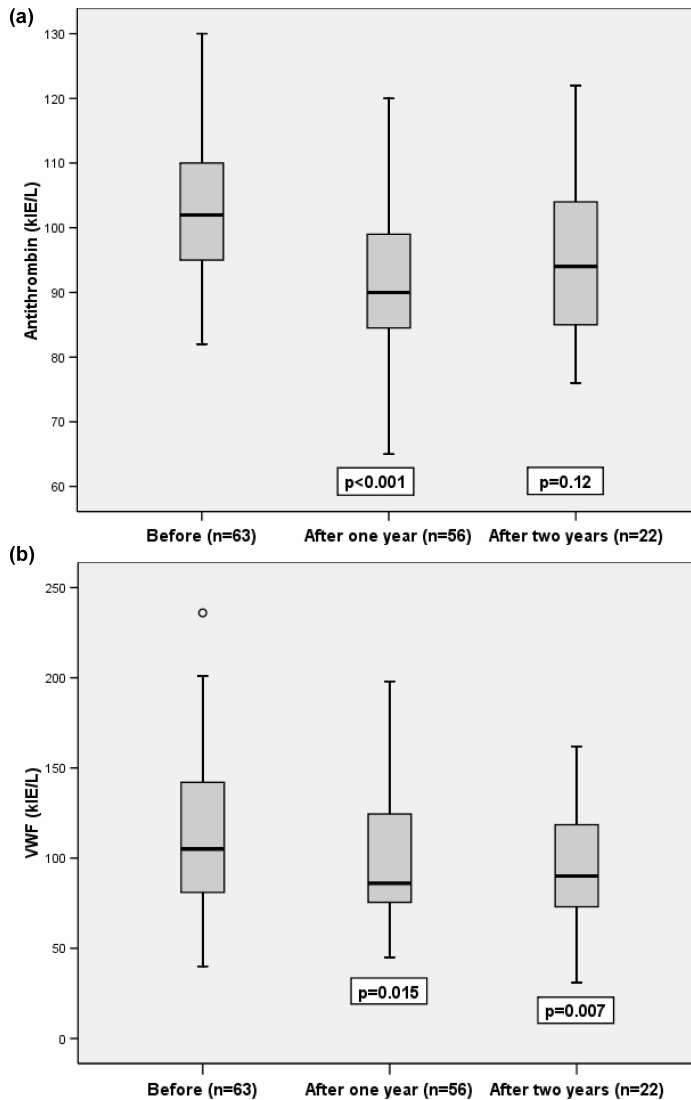 (a)
130
120
110
100
90
80
70
60
Antithrombin (kIE/L)
p<0.001
p=0.12
Before (n=63)
After one year (n=56)
After two years (n=22)
(b)
250
200
150
100
50
0
VWF (kIE/L)
p=0.015
p=0.007
Before (n=63)
After one year (n=56)
After two years (n=22)